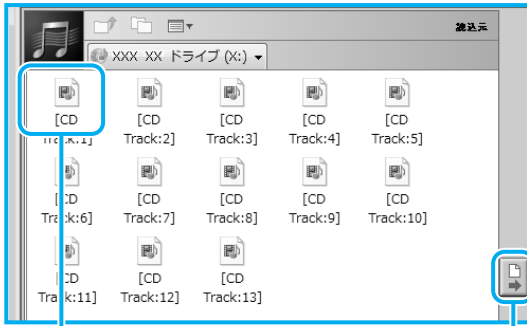 読込元
XXX XX ドライブ (X:)
[CD Track:1]
[CD Track:2]
[CD Track:3]
[CD Track:4]
[CD Track:5]
[CD Track:6]
[CD Track:7]
[CD Track:8]
[CD Track:9]
[CD Track:10]
[CD Track:11]
[CD Track:12]
[CD Track:13]